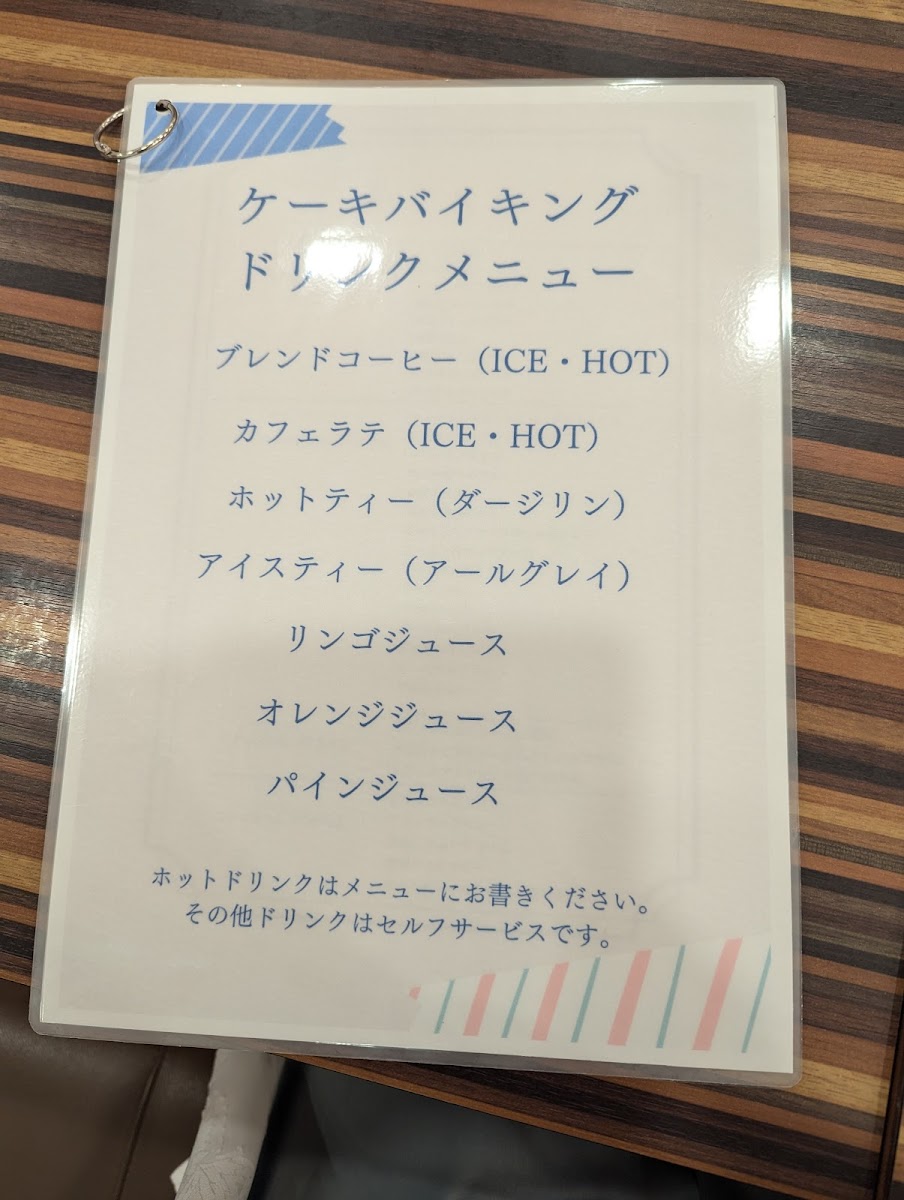 ケーキバイキング
ドリンクメニュー
ブレンドコーヒー（ICE・HOT）
カフェラテ（ICE・HOT）
ホットティー（ダージリン）
アイスティー（アールグレイ）
リンゴジュース
オレンジジュース
パインジュース
ホットドリンクはメニューにお書きください。
その他ドリンクはセルフサービスです。